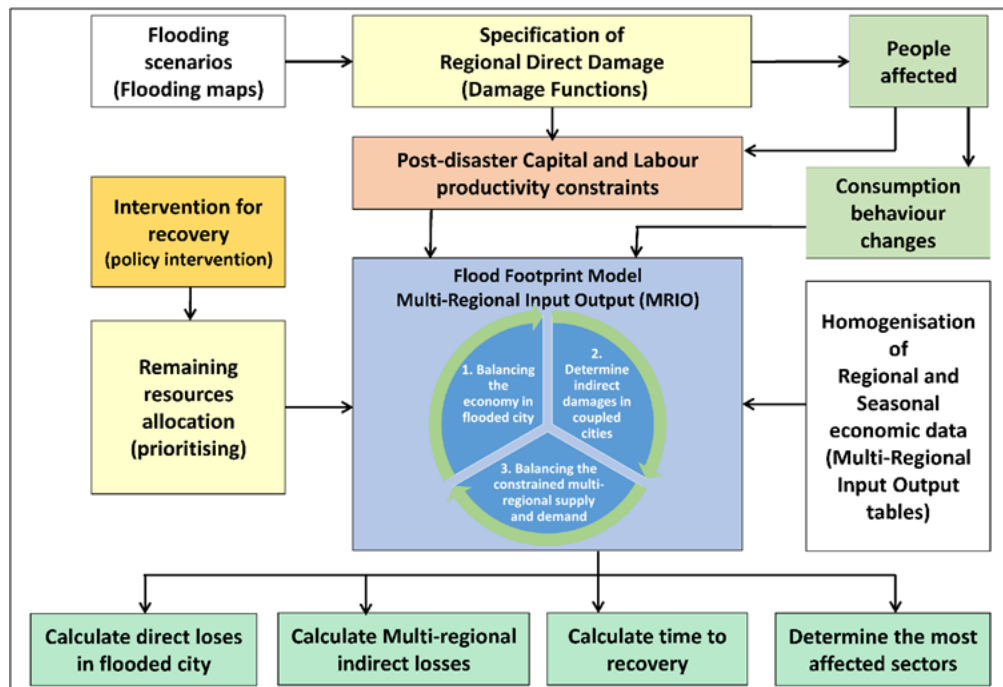 Flooding
scenarios
(Flooding maps)
Specification of
Regional Direct Damage
(Damage Functions)
People
affected
Post-disaster Capital and Labour
productivity constraints
Consumption
behaviour
changes
Intervention for
recovery
(policy intervention)
Flood Footprint Model
Multi-Regional Input Output (MRIO)
Remaining
resources
allocation
(prioritising)
1. Balancing
the
economy in
flooded city
2.
Determine
indirect
damages in
coupled
cities
3. Balancing the
constrained multi-
regional supply
and demand
Homogenisation
of
Regional and
Seasonal
economic data
(Multi-Regional
Input Output
tables)
Calculate direct loses
in flooded city
Calculate Multi-regional
indirect losses
Calculate time to
recovery
Determine the most
affected sectors